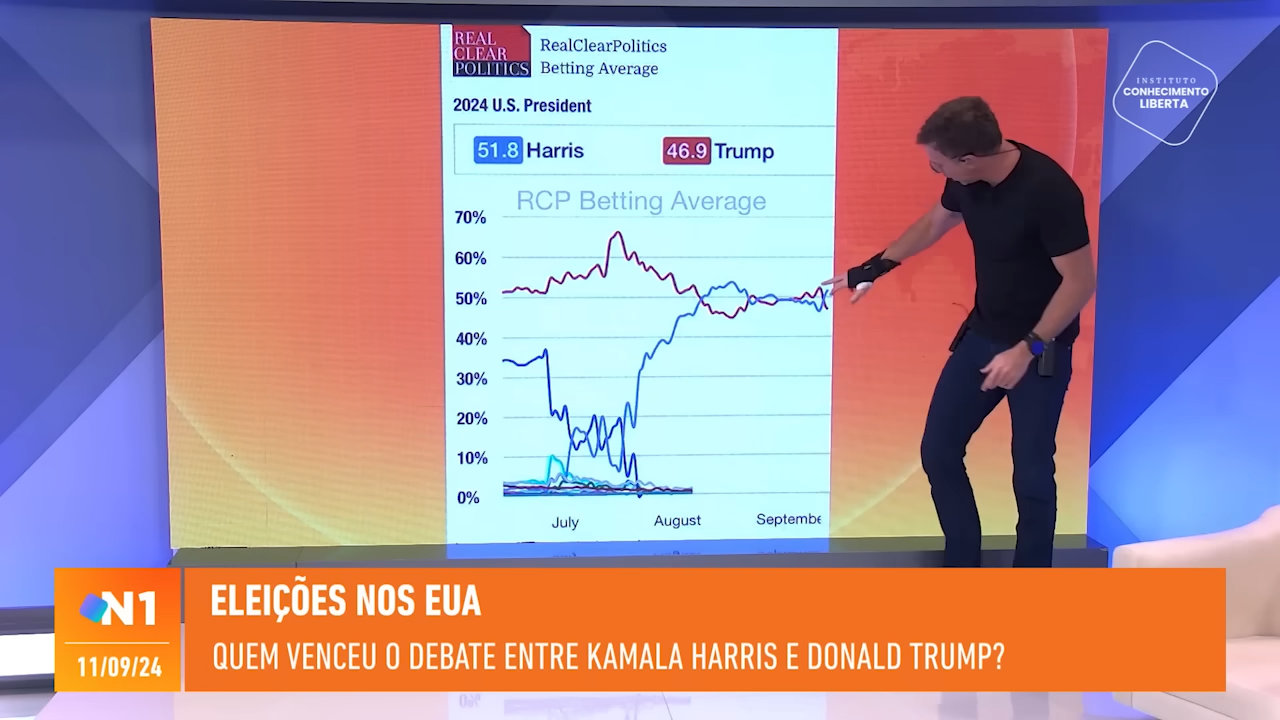 REAL
CLEAR
POLITICS
RealClearPolitics
Betting Average
2024 U.S. President
51.8 Harris
46.9 Trump
RCP Betting Average
70%
60%
50%
40%
30%
20%
10%
0%
July
August
Septembe
INSTITUTO
CONHECIMENTO
LIBERTA
N1
11/09/24
ELEIÇÕES NOS EUA
QUEM VENCEU O DEBATE ENTRE KAMALA HARRIS E DONALD TRUMP?